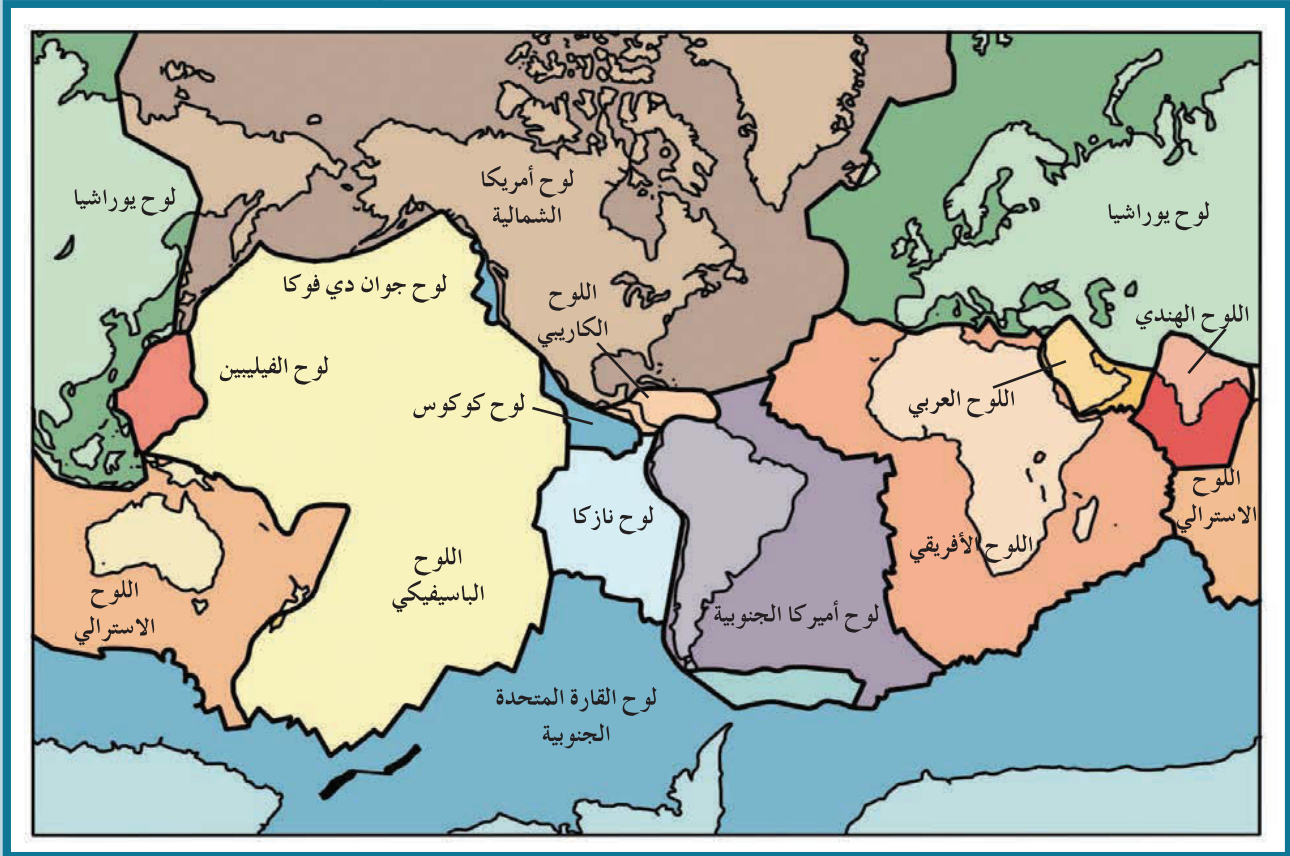 لوح أمريكا
الشمالية
لوح يوراشيا
لوح يوراشيا
لوح جوان دي فوكا
اللوح
الكاريبي
اللوح الهندي
لوح الفيليبين
لوح كوكوس
اللوح العربي
اللوح
الاسترالي
لوح نازكا
اللوح الأفريقي
اللوح
الباسيفيكي
اللوح
الاسترالي
لوح أميركا الجنوبية
لوح القارة المتحدة
الجنوبية